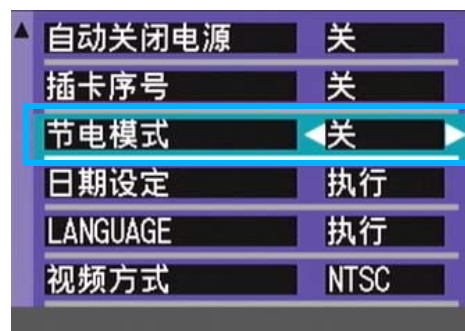 自动关闭电源 关
插卡序号 关
节电模式 关
日期设定 执行
LANGUAGE 执行
视频方式 NTSC